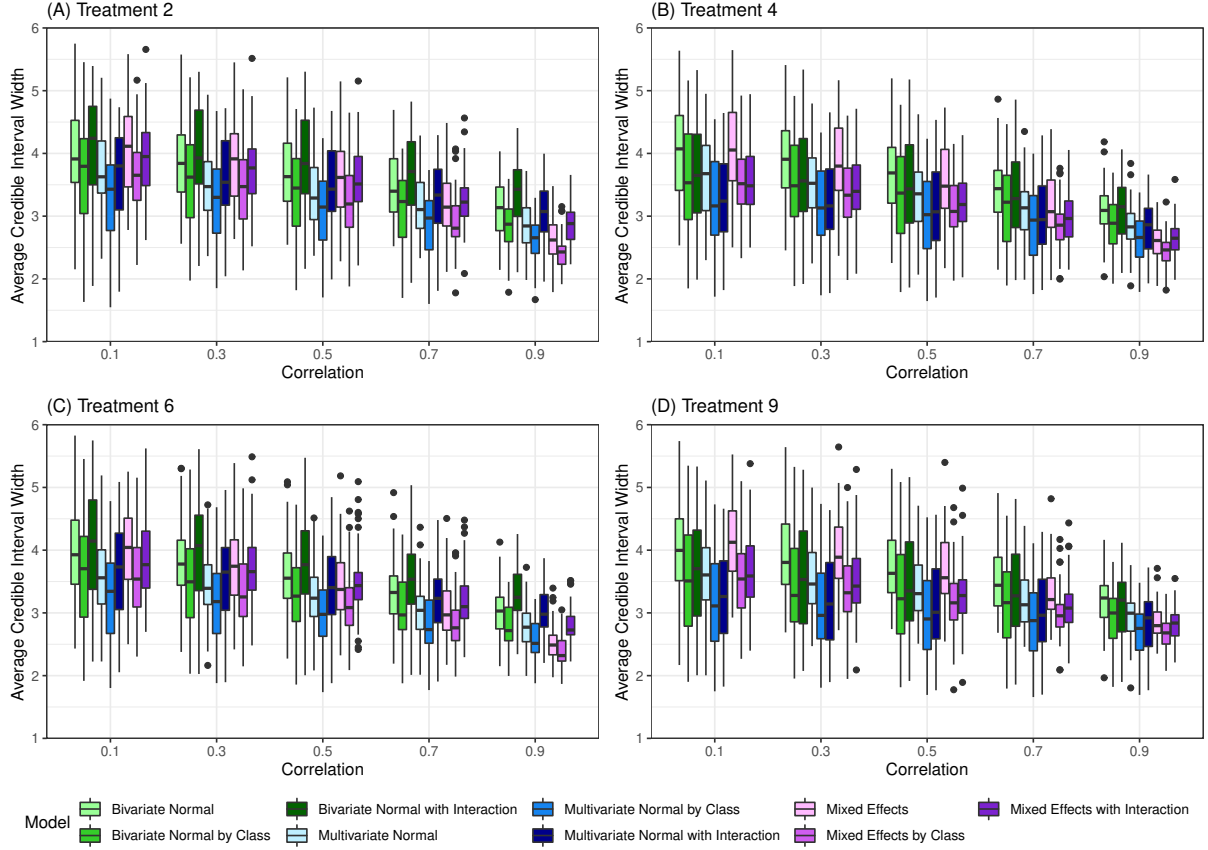 (A) Treatment 2
(B) Treatment 4
6
5
4
3
2
1
Average Credible Interval Width
0.1 0.3 0.5 0.7 0.9
Correlation
6
5
4
3
2
1
Average Credible Interval Width
0.1 0.3 0.5 0.7 0.9
Correlation
(C) Treatment 6
(D) Treatment 9
6
5
4
3
2
1
Average Credible Interval Width
0.1 0.3 0.5 0.7 0.9
Correlation
6
5
4
3
2
1
Average Credible Interval Width
0.1 0.3 0.5 0.7 0.9
Correlation
Model
Bivariate Normal
Bivariate Normal with Interaction
Multivariate Normal by Class
Mixed Effects
Mixed Effects with Interaction
Bivariate Normal by Class
Multivariate Normal
Multivariate Normal with Interaction
Mixed Effects by Class